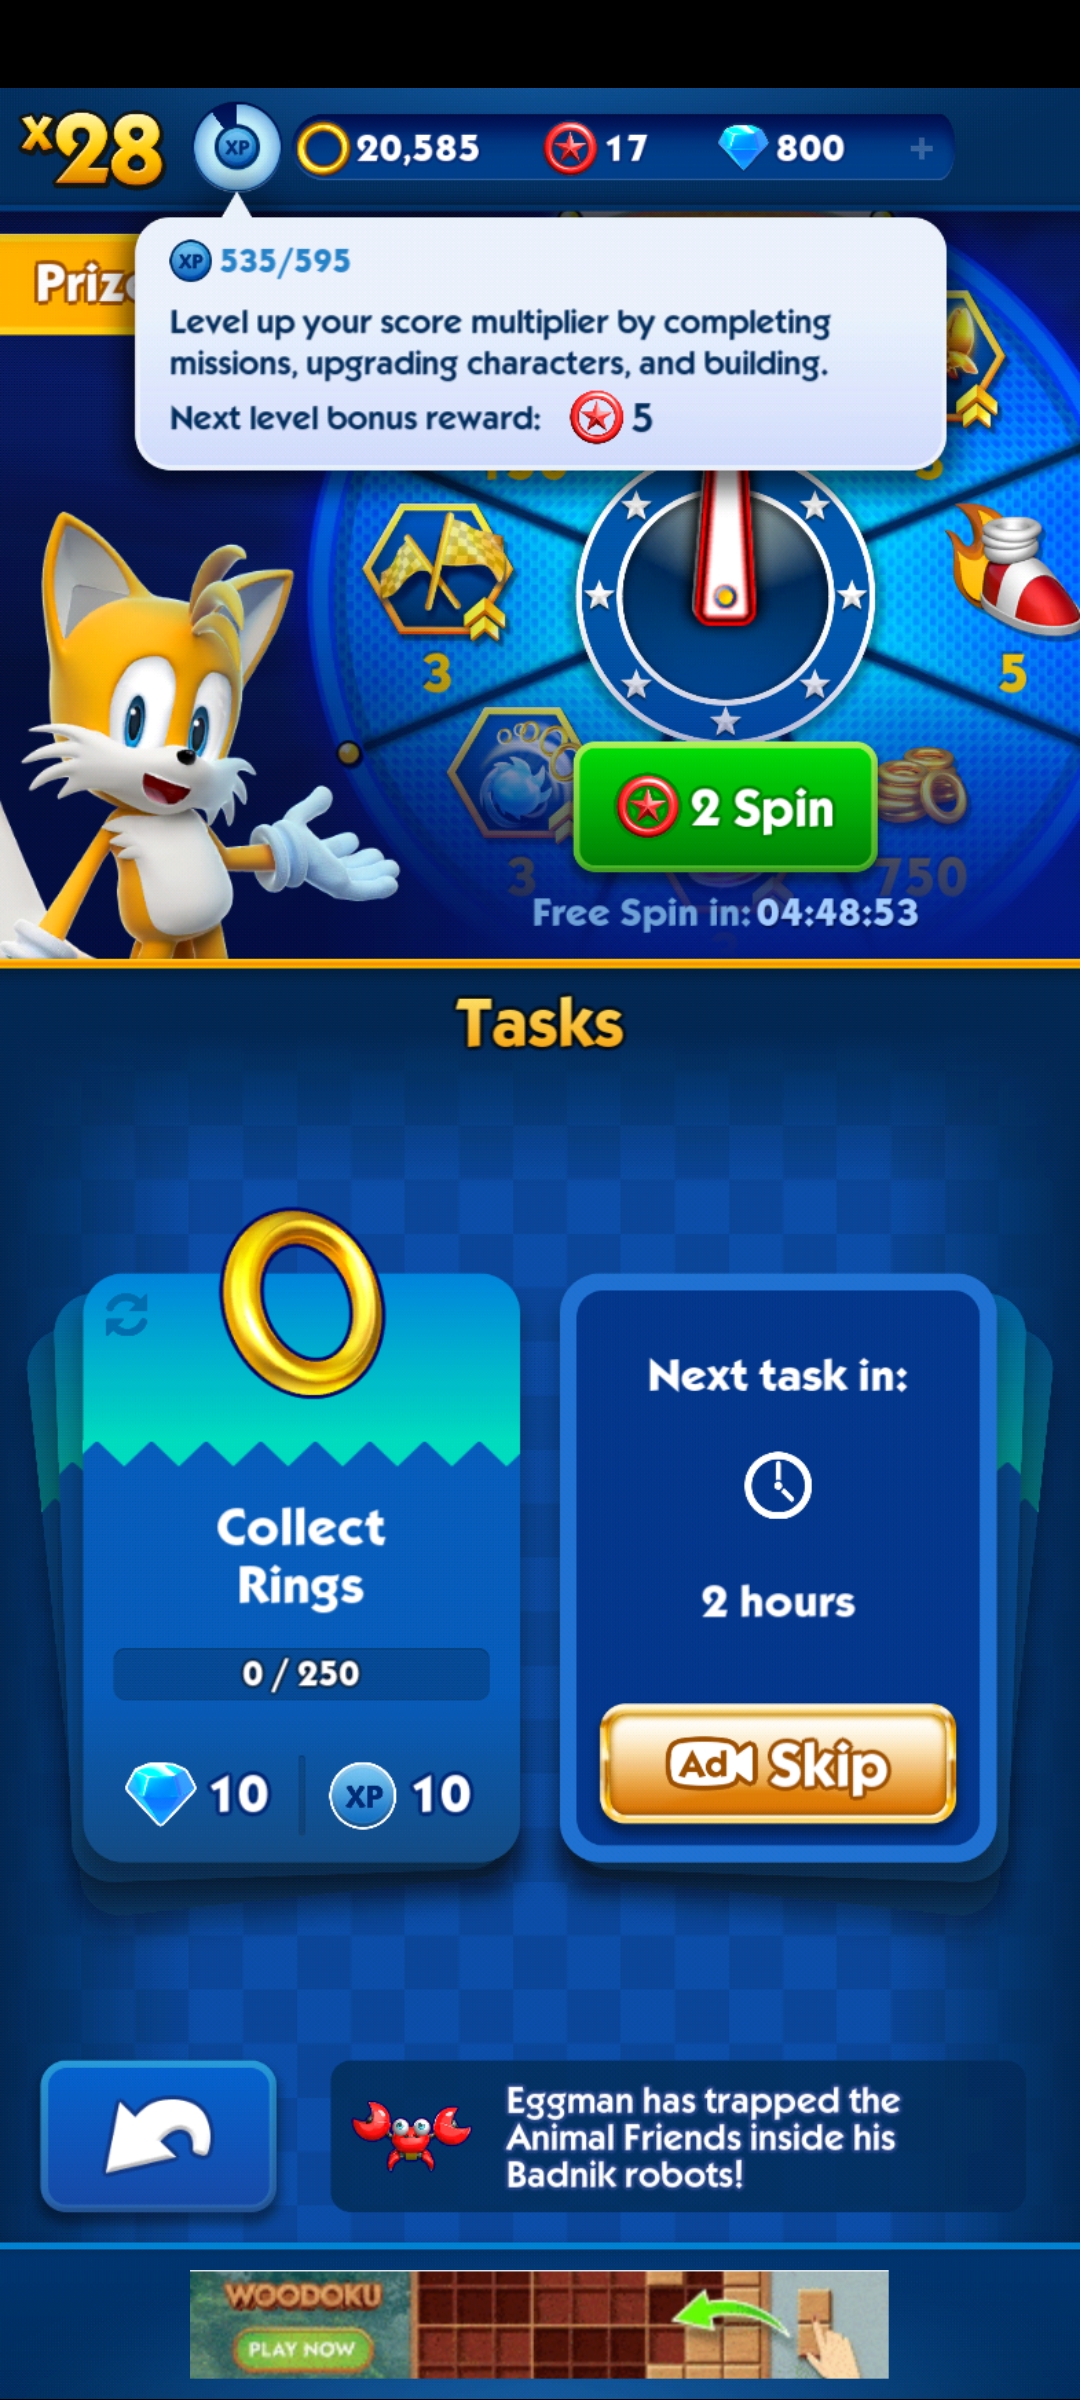 x28
XP
20,585
17
800
+
XP 535/595
Level up your score multiplier by completing
missions, upgrading characters, and building.
Next level bonus reward: 5
3
5
2 Spin
3
750
Free Spin in: 04:48:53
Tasks
Collect
Rings
0 / 250
10
XP 10
Next task in:
2 hours
Ad Skip
Eggman has trapped the
Animal Friends inside his
Badnik robots!
WOODOKU
PLAY NOW